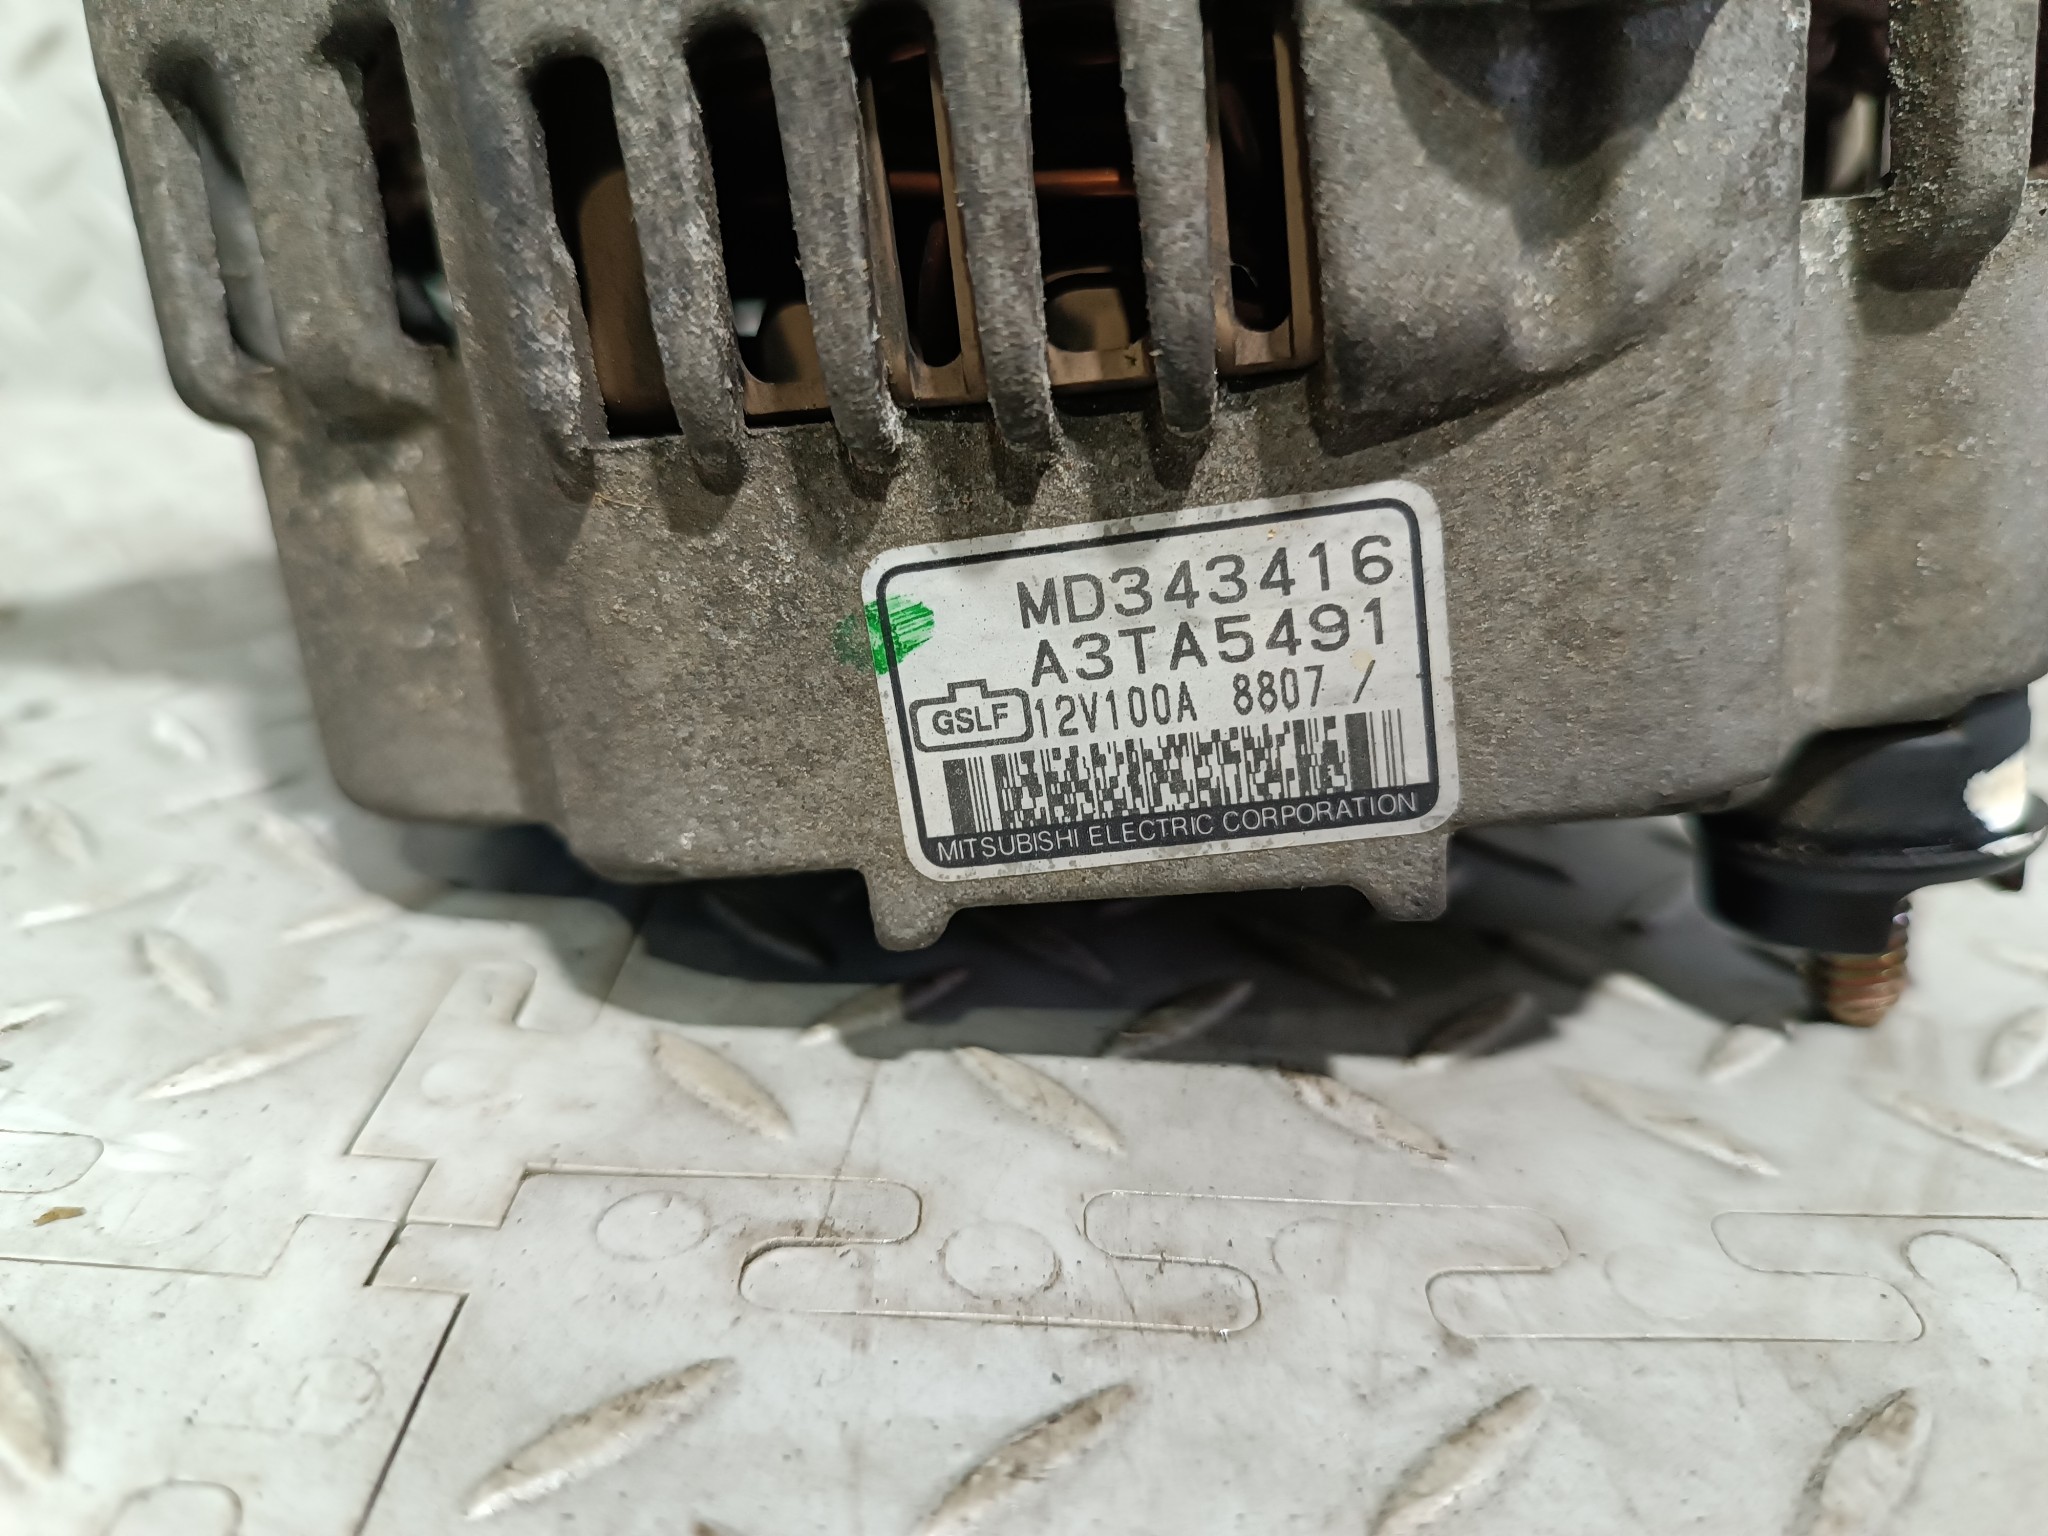 MD343416
A3TA5491
GSLF 12V100A 8807 /
MITSUBISHI ELECTRIC CORPORATION